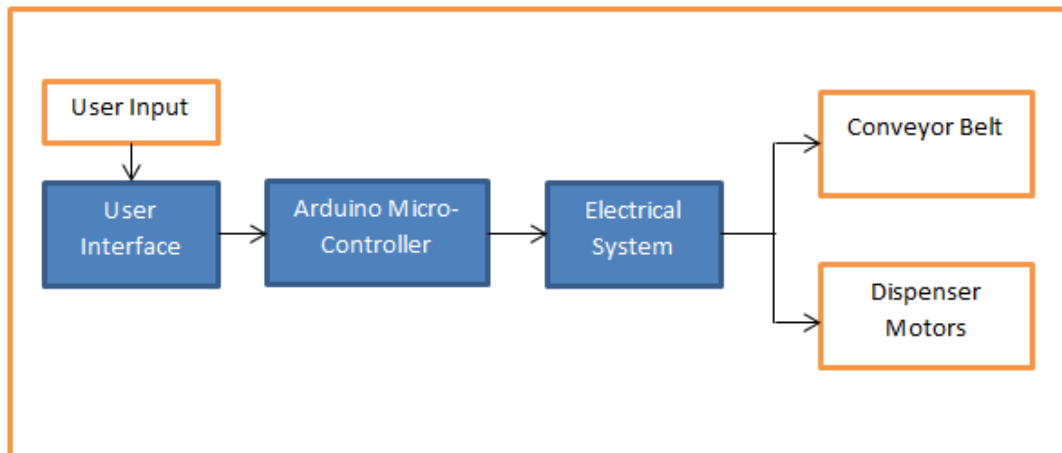 User Input
User
Interface
Arduino Micro-
Controller
Electrical
System
Conveyor Belt
Dispenser
Motors